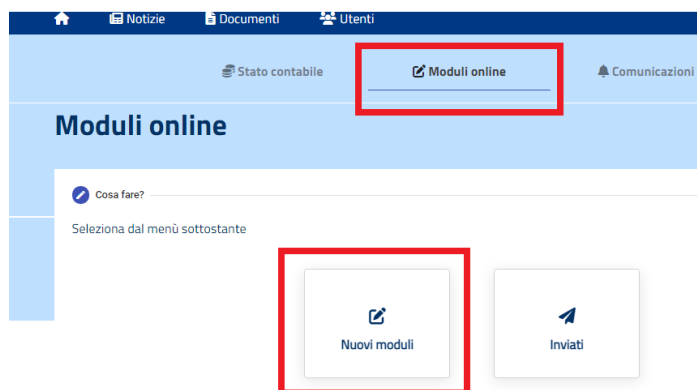 Notizie Documenti Utenti
Stato contabile Moduli online Comunicazioni
Moduli online
Cosa fare?
Seleziona dal menù sottostante
Nuovi moduli Inviati